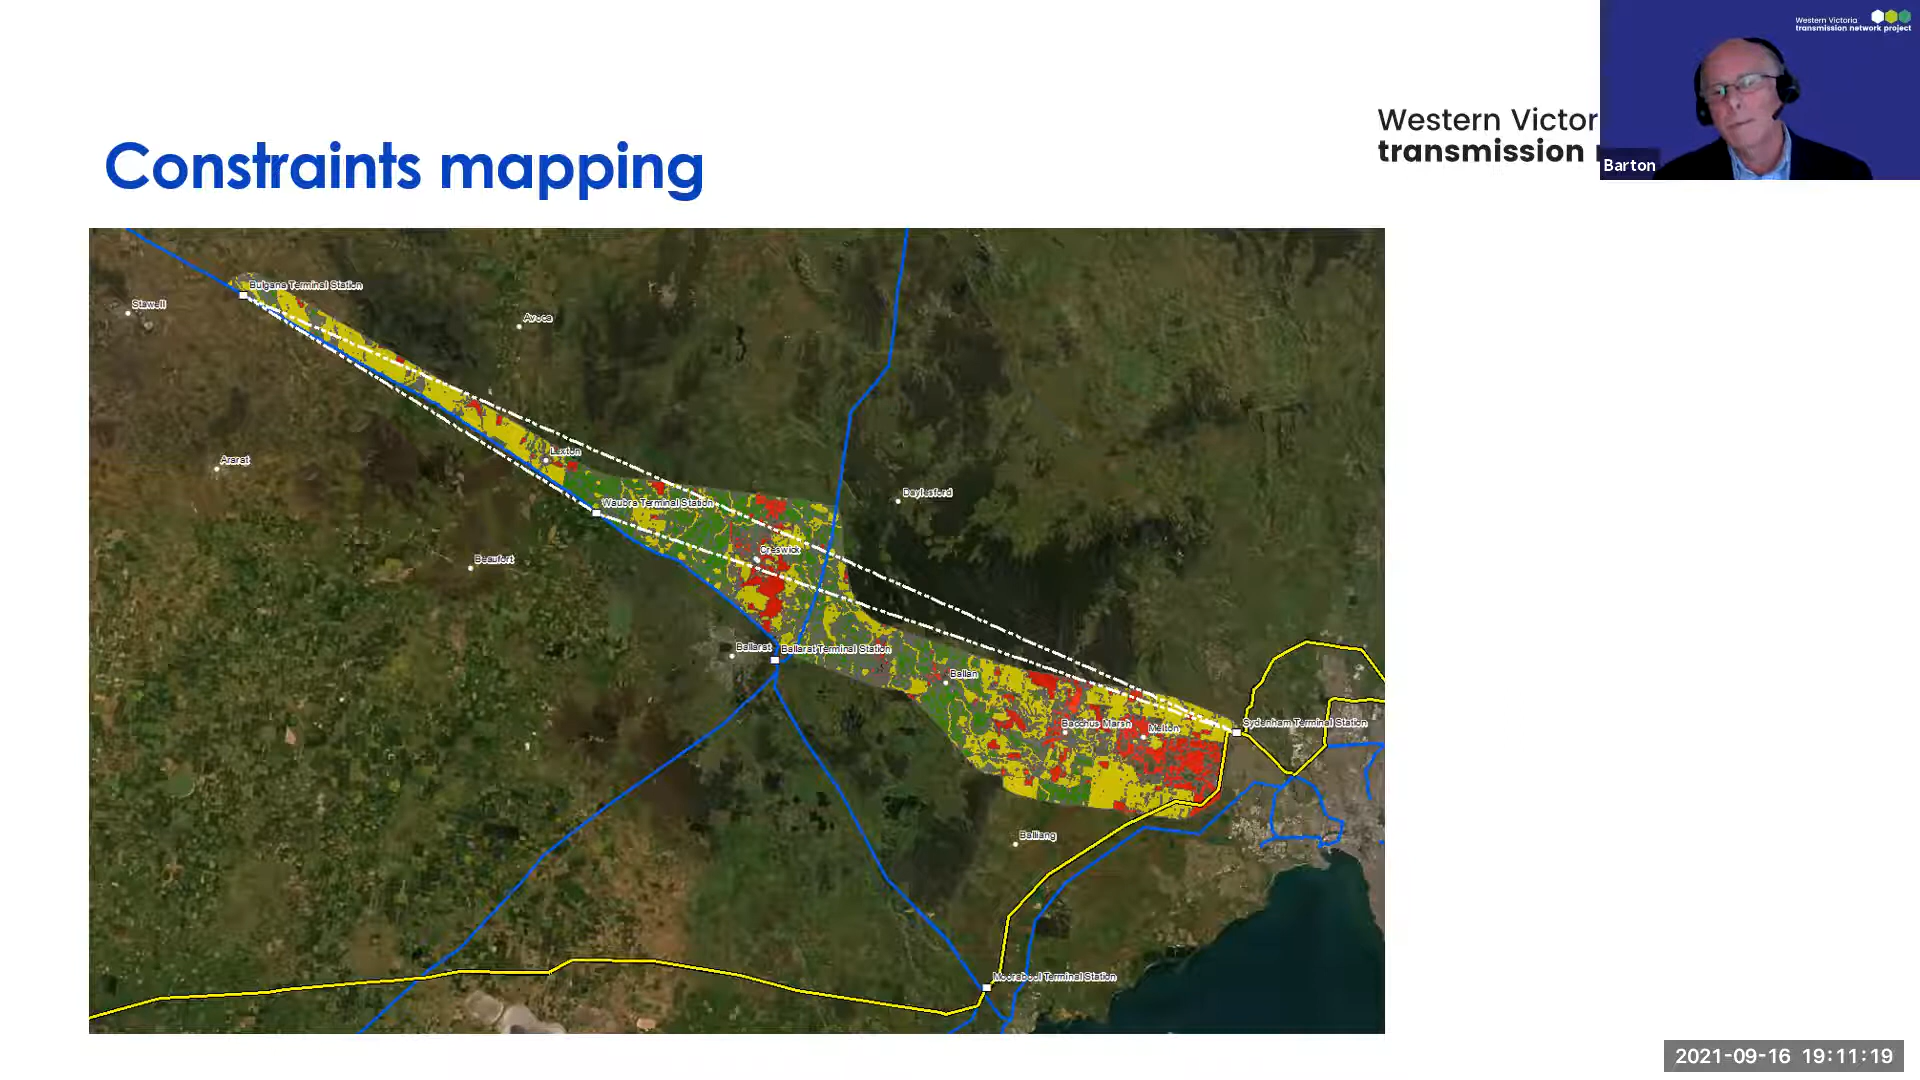 Western Victoria
transmission network project
Western Victor
transmission
Barton
Constraints mapping
Bulgana Terminal Station
Stawell
Avoca
Lexton
Ararat
Daylesford
Waubra Terminal Station
Creswick
Beaufort
Ballarat
Ballarat Terminal Station
Ballan
Bacchus Marsh
Melton
Sydenham Terminal Station
Balliang
Moorabool Terminal Station
2021-09-16 19:11:19